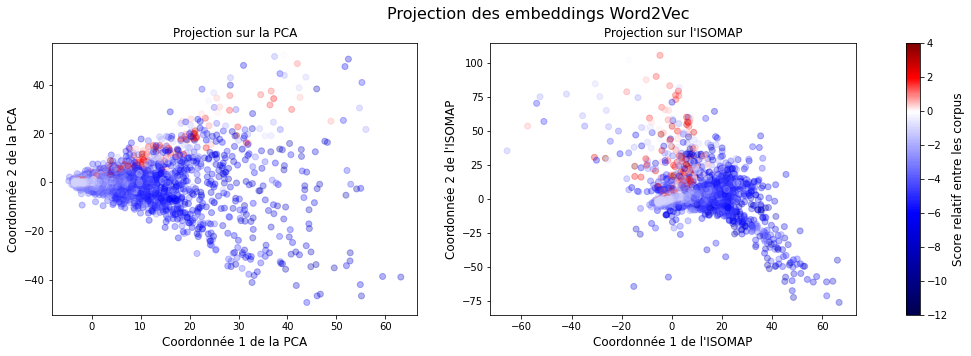 Projection des embeddings Word2Vec
Projection sur la PCA
Projection sur l'ISOMAP
Coordonnée 2 de la PCA
40
20
0
−20
−40
0 10 20 30 40 50 60
Coordonnée 1 de la PCA
Coordonnée 2 de l'ISOMAP
100
75
50
25
0
−25
−50
−75
−60 −40 −20 0 20 40 60
Coordonnée 1 de l'ISOMAP
4
2
0
−2
−4
−6
−8
−10
−12
Score relatif entre les corpus